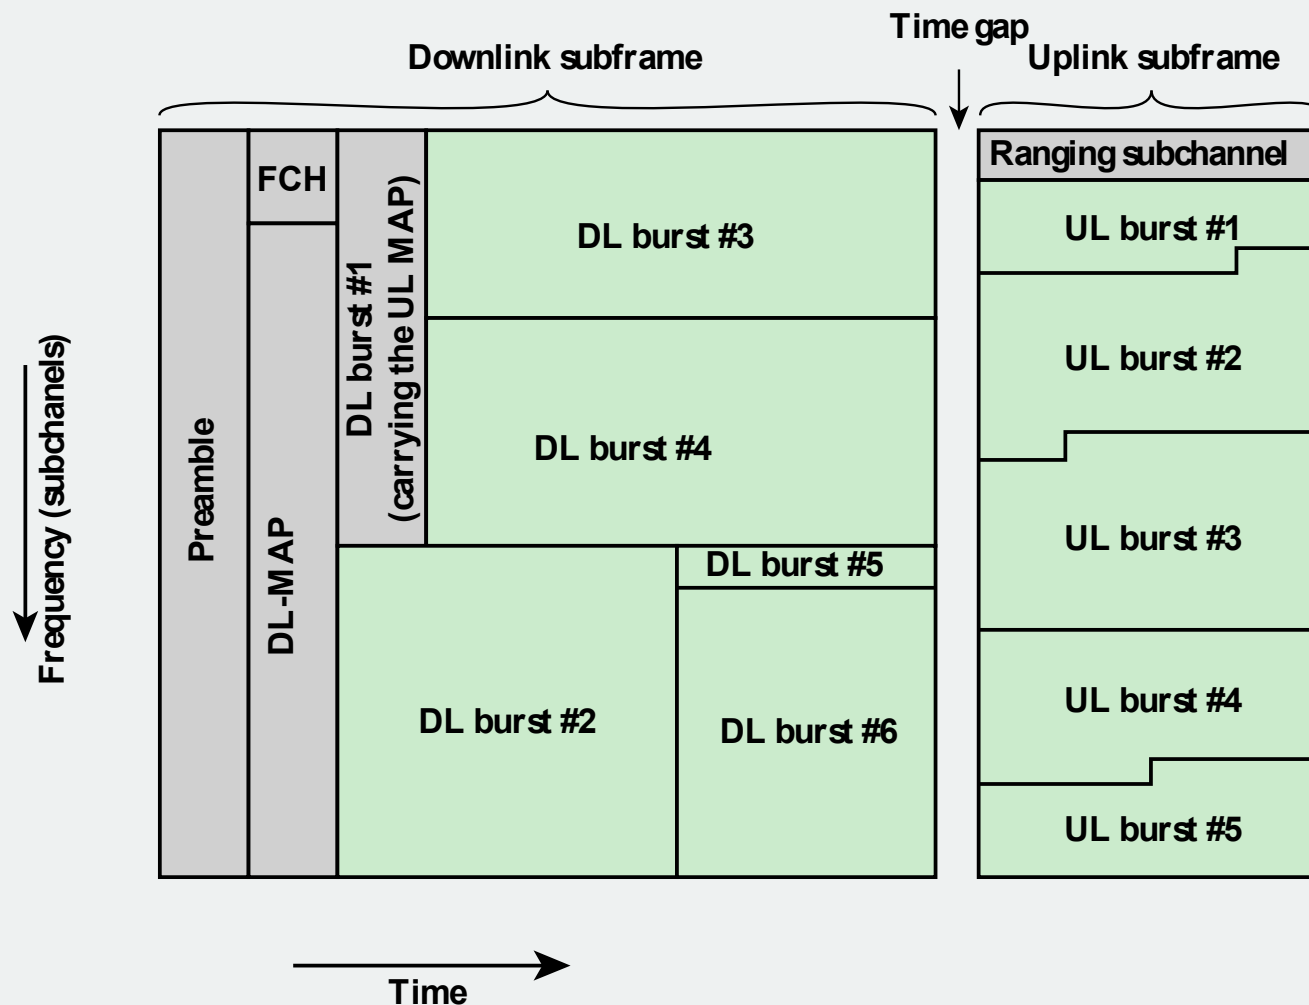 Time gap
Downlink subframe
Uplink subframe
Preamble
FCH
DL-MAP
DL burst #1
(carrying the UL MAP)
DL burst #3
DL burst #4
DL burst #2
DL burst #5
DL burst #6
Ranging subchannel
UL burst #1
UL burst #2
UL burst #3
UL burst #4
UL burst #5
Frequency (subchannels)
Time